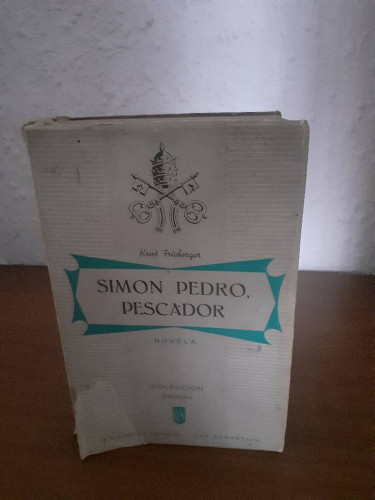 Kurt Frieberger
SIMON PEDRO,
PESCADOR
NOVELA
COLECCION